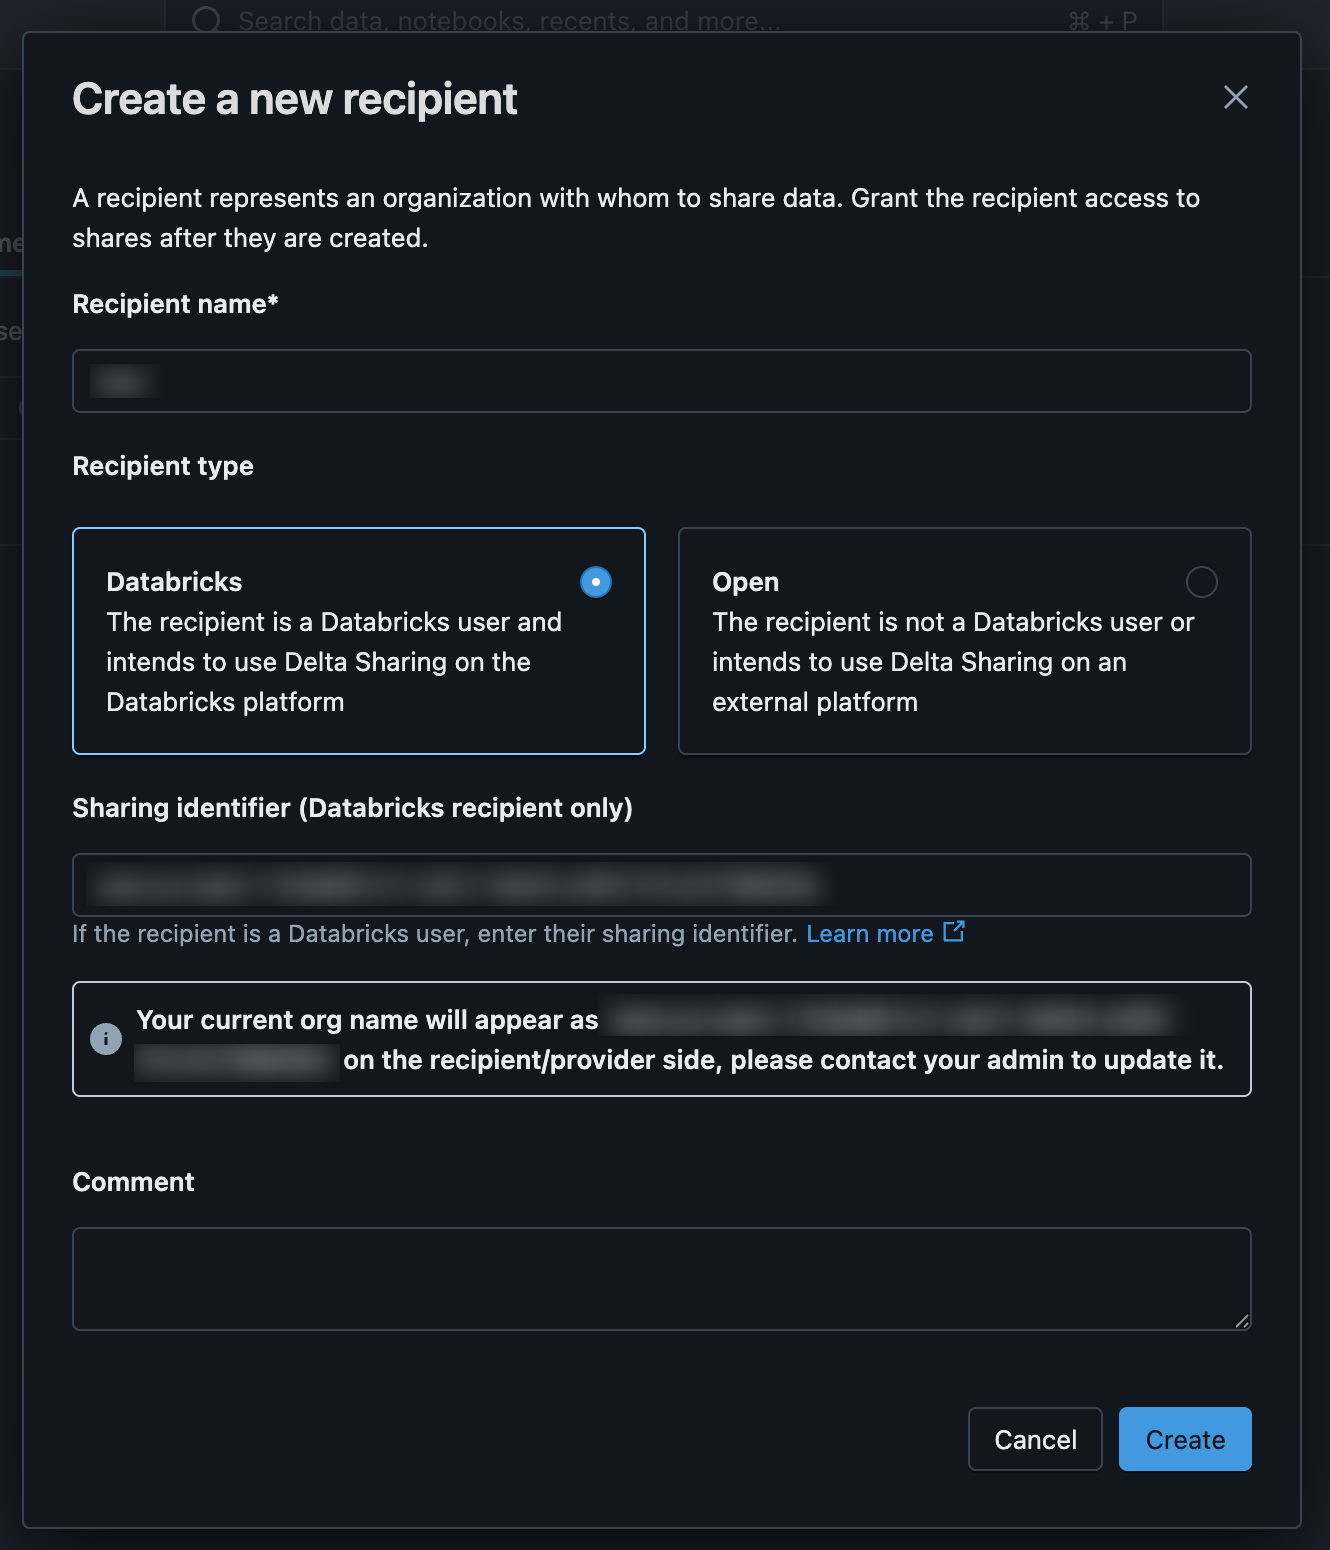 Search data, notebooks, recents, and more...
⌘ + P
Create a new recipient
A recipient represents an organization with whom to share data. Grant the recipient access to
shares after they are created.
Recipient name*
Recipient type
Databricks
The recipient is a Databricks user and
intends to use Delta Sharing on the
Databricks platform
Open
The recipient is not a Databricks user or
intends to use Delta Sharing on an
external platform
Sharing identifier (Databricks recipient only)
If the recipient is a Databricks user, enter their sharing identifier. Learn more
Your current org name will appear as
on the recipient/provider side, please contact your admin to update it.
Comment
Cancel
Create